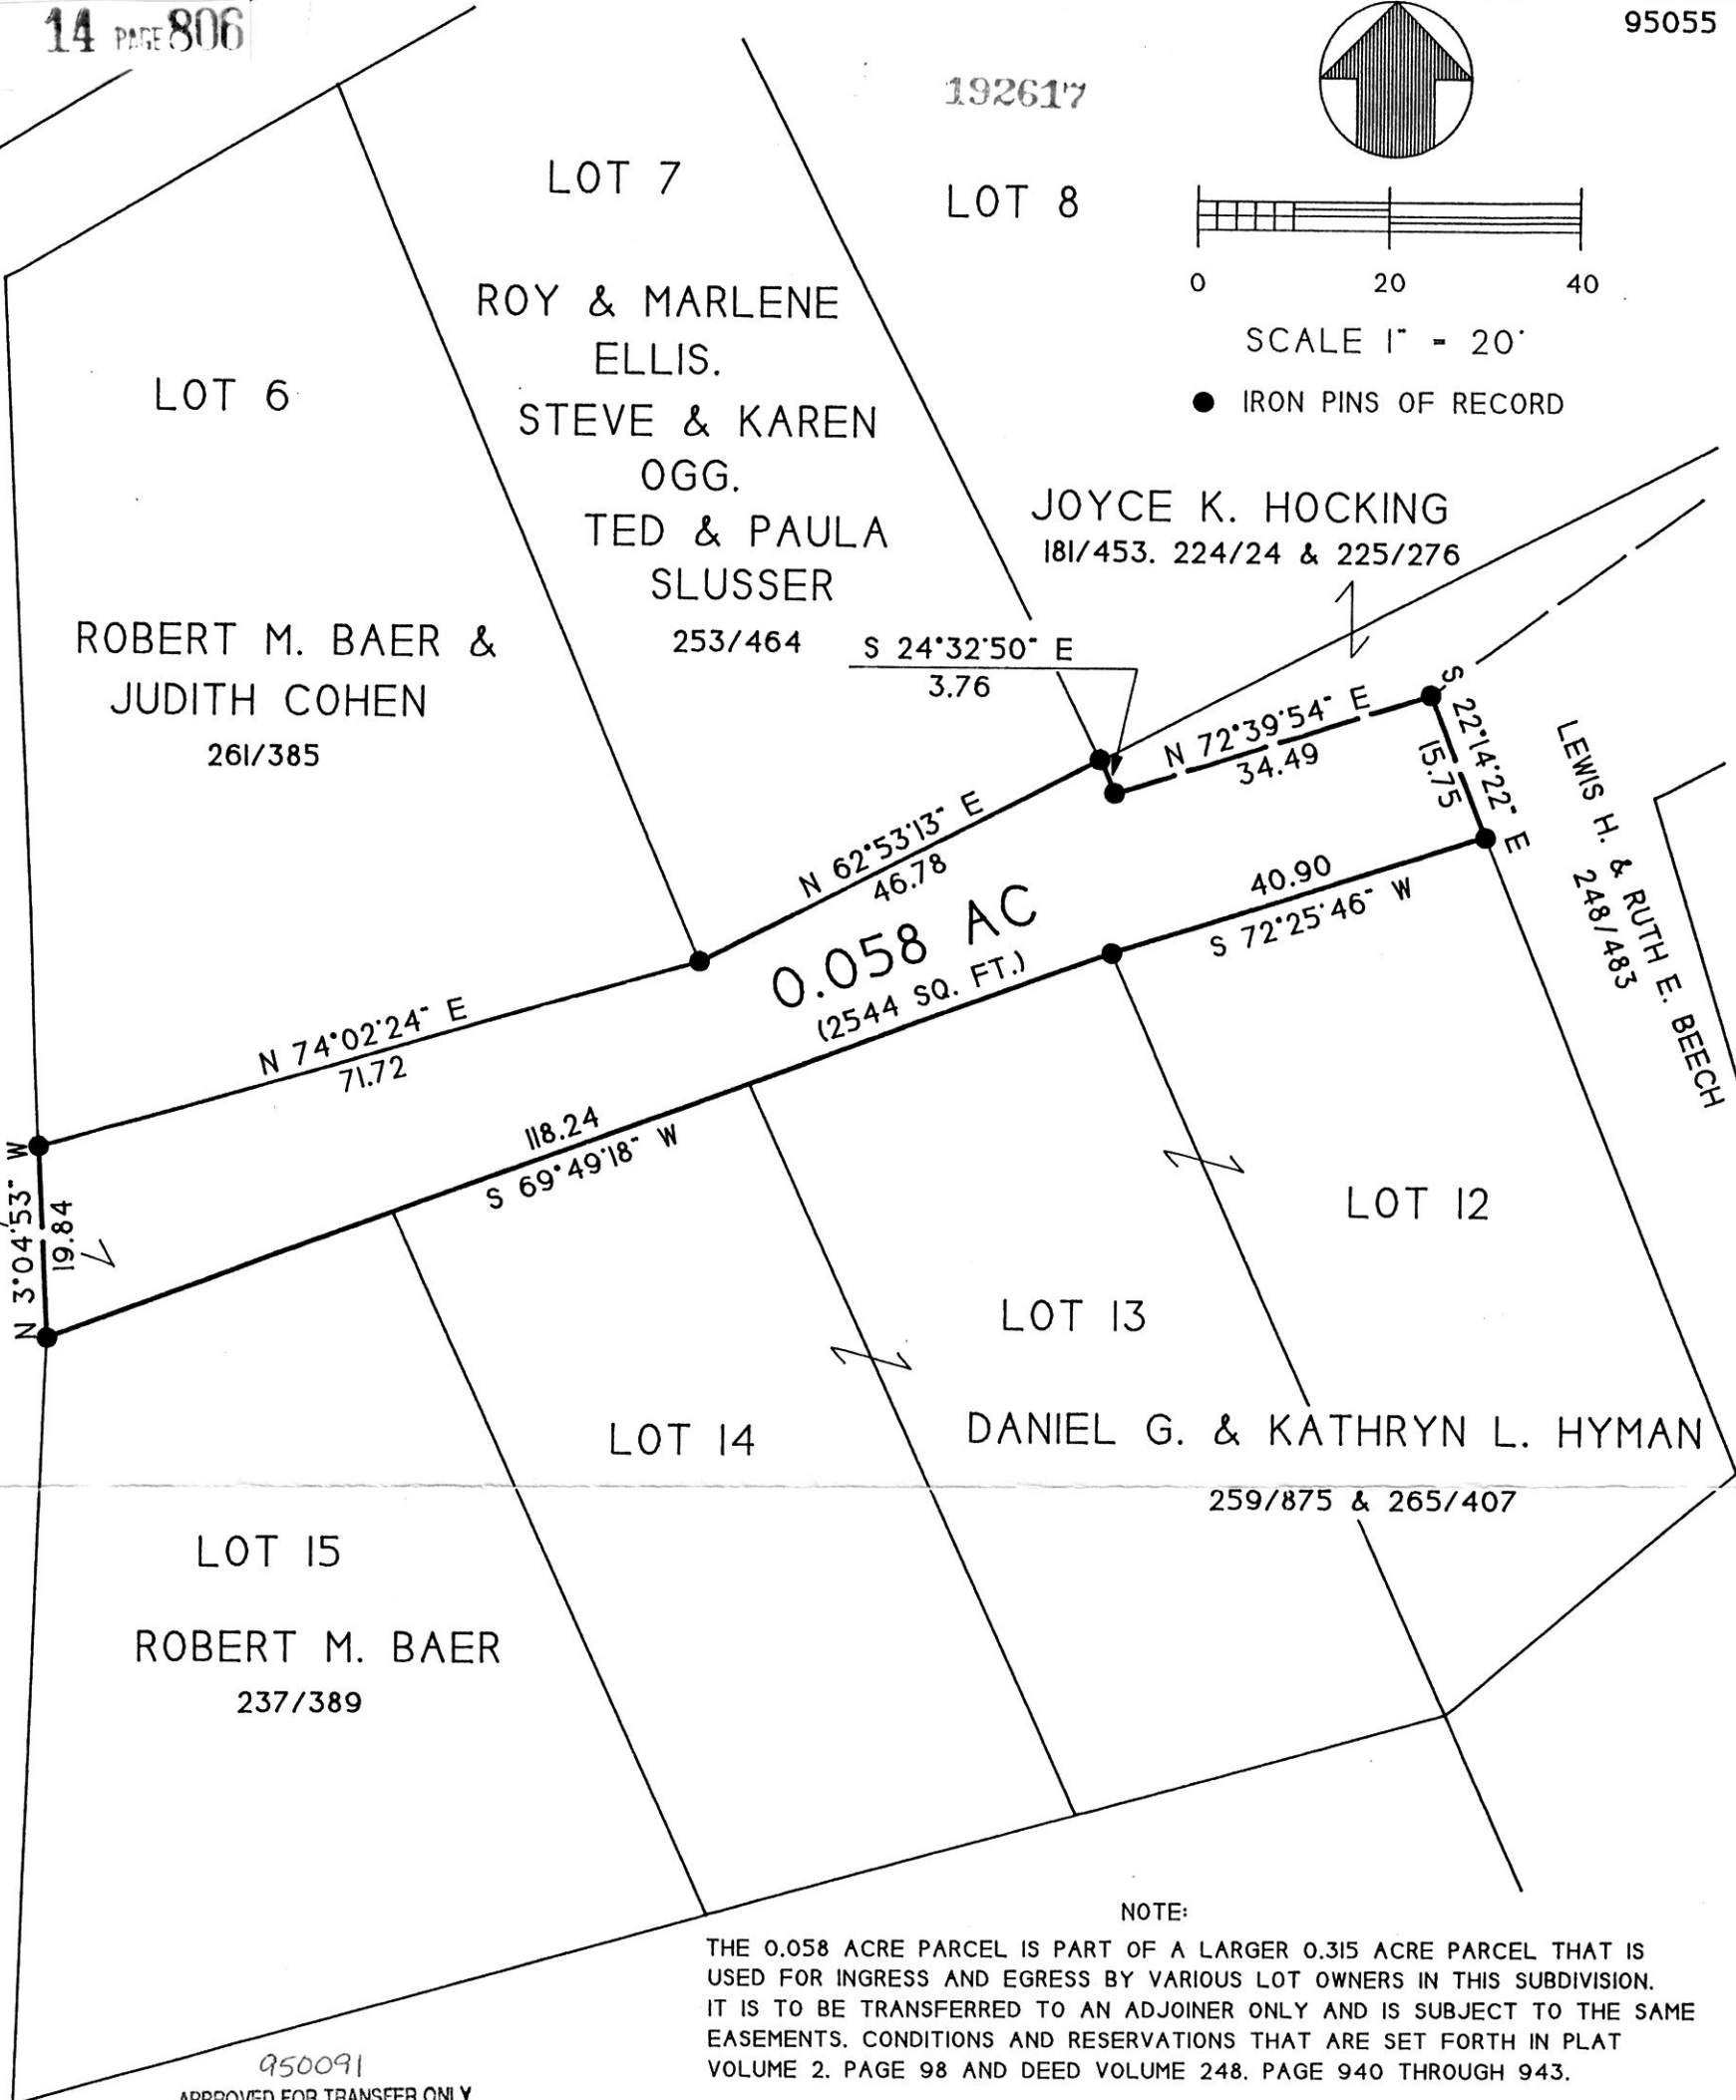 14 PAGE 806
95055
192617
LOT 7
LOT 8
0 20 40
SCALE 1" = 20'
● IRON PINS OF RECORD
ROY & MARLENE
ELLIS.
STEVE & KAREN
OGG.
TED & PAULA
SLUSSER
253/464
LOT 6
ROBERT M. BAER &
JUDITH COHEN
261/385
JOYCE K. HOCKING
181/453. 224/24 & 225/276
S 24°32'50" E
3.76
N 72°39'54" E
34.49
S 22°14'22" E
15.75
LEWIS H. & RUTH E. BEECH
248/483
N 62°53'13" E
46.78
40.90
S 72°25'46" W
0.058 AC
(2544 SQ. FT.)
N 74°02'24" E
71.72
118.24
S 69°49'18" W
N 3°04'53" W
19.84
LOT 12
LOT 13
LOT 14
DANIEL G. & KATHRYN L. HYMAN
259/875 & 265/407
LOT 15
ROBERT M. BAER
237/389
NOTE:
THE 0.058 ACRE PARCEL IS PART OF A LARGER 0.315 ACRE PARCEL THAT IS
USED FOR INGRESS AND EGRESS BY VARIOUS LOT OWNERS IN THIS SUBDIVISION.
IT IS TO BE TRANSFERRED TO AN ADJOINER ONLY AND IS SUBJECT TO THE SAME
EASEMENTS. CONDITIONS AND RESERVATIONS THAT ARE SET FORTH IN PLAT
VOLUME 2. PAGE 98 AND DEED VOLUME 248. PAGE 940 THROUGH 943.
950091
APPROVED FOR TRANSFER ONLY